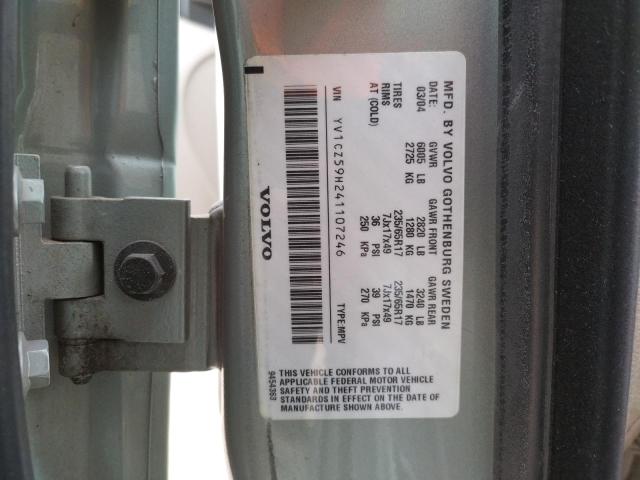 MFD. BY VOLVO GOTHENBURG SWEDEN
DATE: GVWR GAWR FRONT GAWR REAR
03/04 6005 LB 2820 LB 3240 LB
2725 KG 1280 KG 1470 KG
TIRES 235/65R17 235/65R17
RIMS 7Jx17x49 7Jx17x49
AT (COLD) 36 PSI 39 PSI
250 KPa 270 KPa
VIN YV1CZ59H241107246 TYPE:MPV
VOLVO
THIS VEHICLE CONFORMS TO ALL
APPLICABLE FEDERAL MOTOR VEHICLE
SAFETY AND THEFT PREVENTION
STANDARDS IN EFFECT ON THE DATE OF
MANUFACTURE SHOWN ABOVE.
9454363